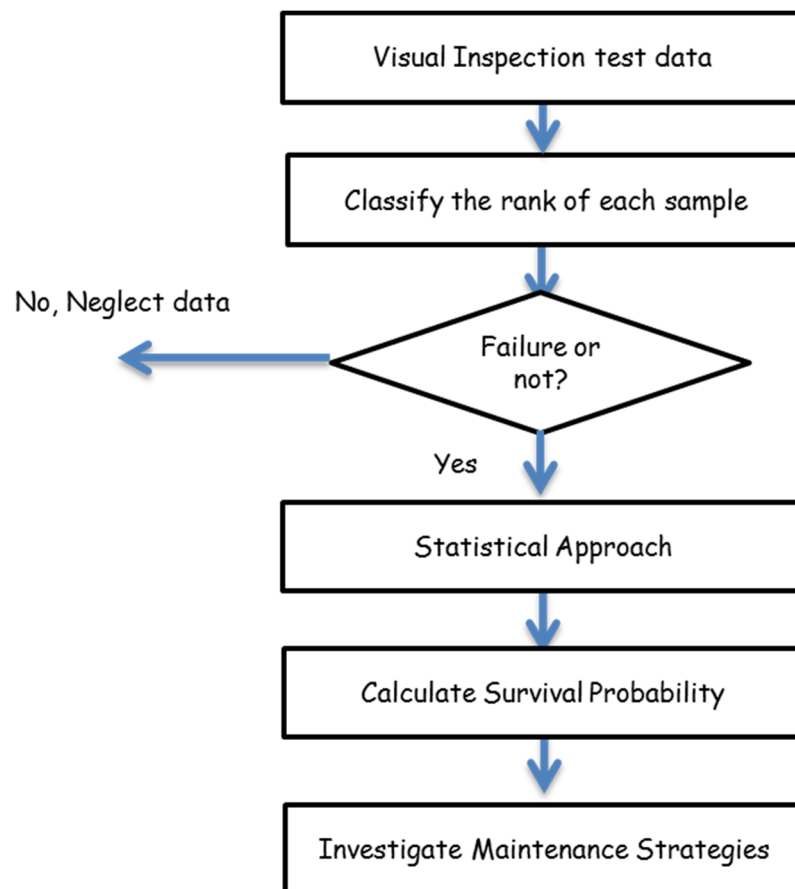 Visual Inspection test data
Classify the rank of each sample
No, Neglect data
Failure or
not?
Yes
Statistical Approach
Calculate Survival Probability
Investigate Maintenance Strategies